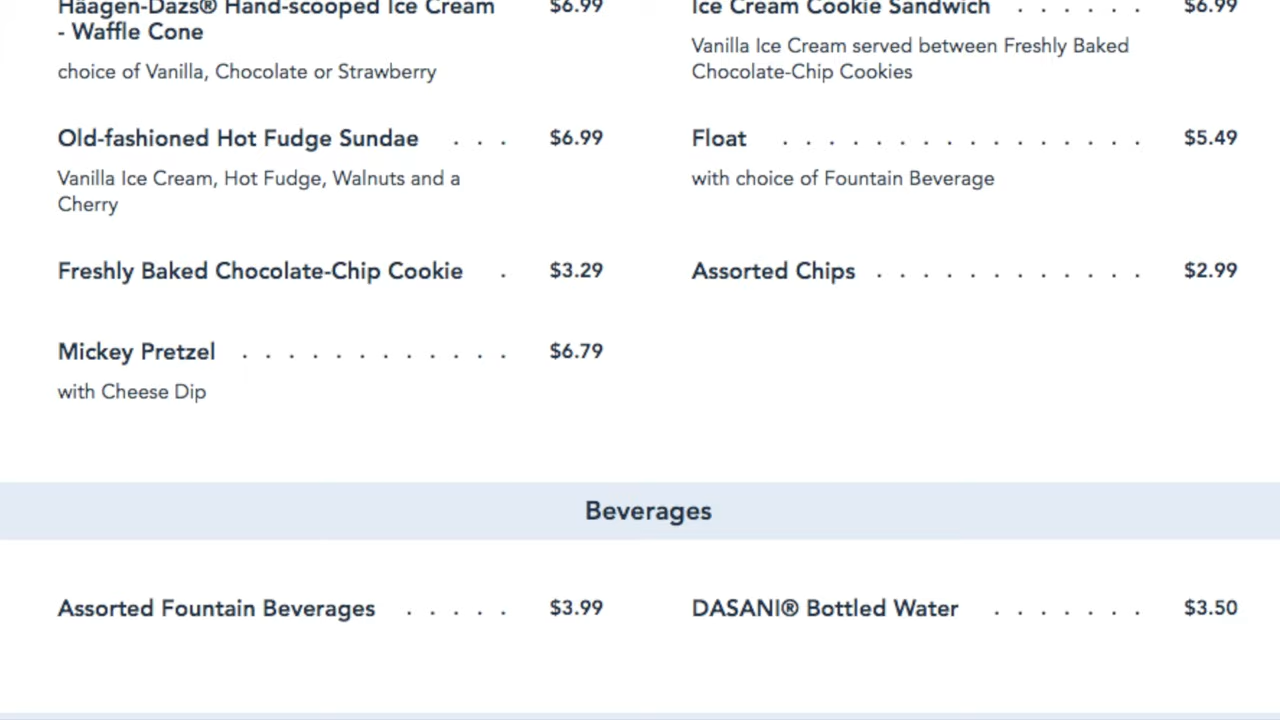 Häagen-Dazs® Hand-scooped Ice Cream
- Waffle Cone
$6.99
choice of Vanilla, Chocolate or Strawberry
Ice Cream Cookie Sandwich . . . . . . $6.99
Vanilla Ice Cream served between Freshly Baked
Chocolate-Chip Cookies
Old-fashioned Hot Fudge Sundae . . . $6.99
Vanilla Ice Cream, Hot Fudge, Walnuts and a
Cherry
Float . . . . . . . . . . . . . . . . $5.49
with choice of Fountain Beverage
Freshly Baked Chocolate-Chip Cookie . $3.29
Assorted Chips . . . . . . . . . . . . $2.99
Mickey Pretzel . . . . . . . . . . . . $6.79
with Cheese Dip
Beverages
Assorted Fountain Beverages . . . . . $3.99
DASANI® Bottled Water . . . . . . . $3.50